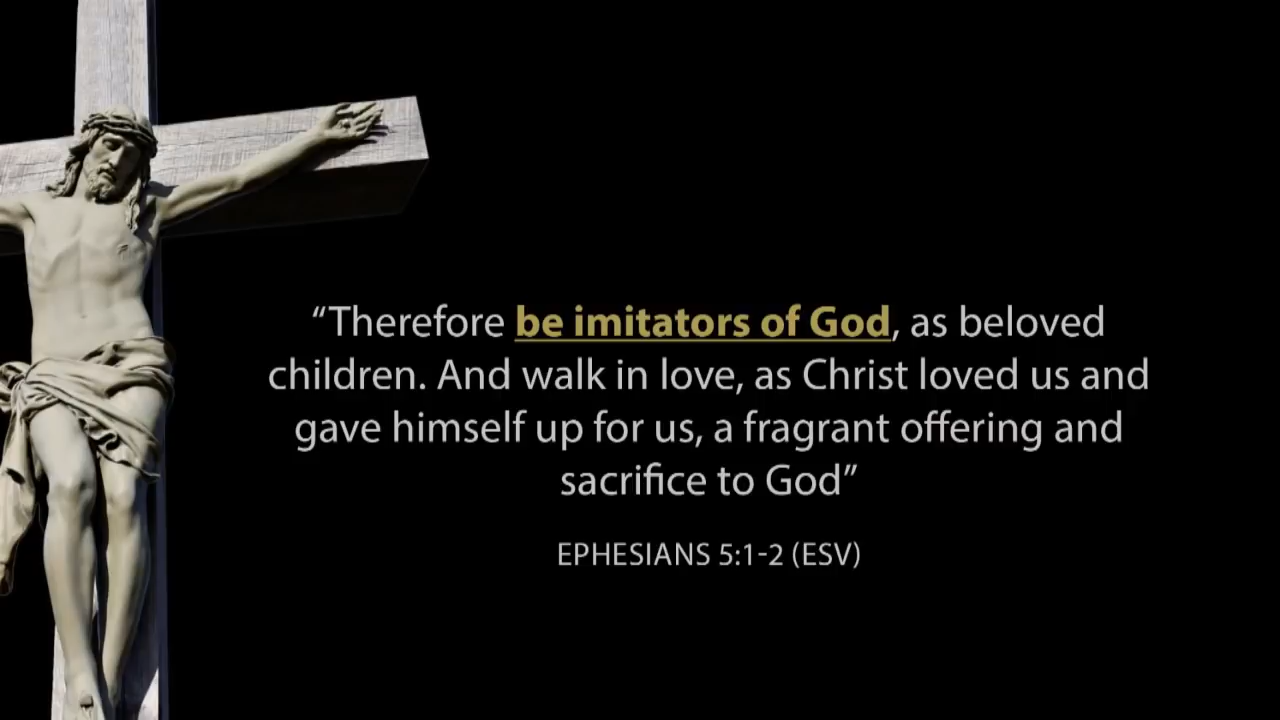 “Therefore be imitators of God, as beloved
children. And walk in love, as Christ loved us and
gave himself up for us, a fragrant offering and
sacrifice to God”
EPHESIANS 5:1-2 (ESV)